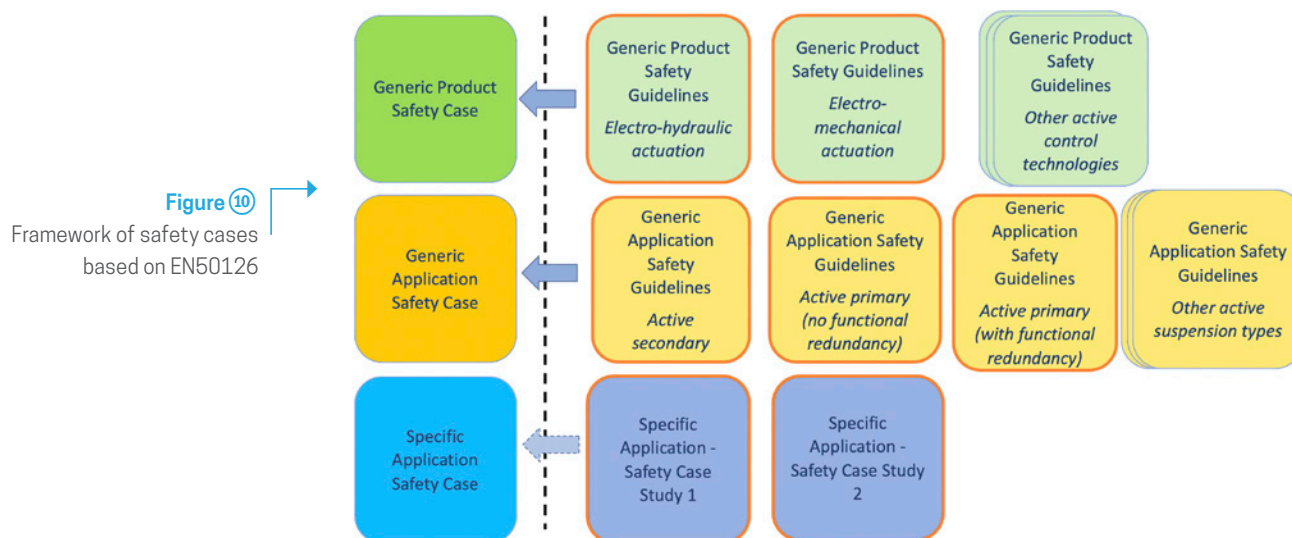 Figure 10
Framework of safety cases
based on EN50126
Generic Product
Safety Case
Generic Product
Safety
Guidelines
Electro-hydraulic
actuation
Generic Product
Safety Guidelines
Electro-
mechanical
actuation
Generic Product
Safety
Guidelines
Other active
control
technologies
Generic
Application
Safety Case
Generic
Application
Safety
Guidelines
Active
secondary
Generic
Application Safety
Guidelines
Active primary
(no functional
redundancy)
Generic
Application
Safety
Guidelines
Active primary
(with functional
redundancy)
Generic
Application Safety
Guidelines
Other active
suspension types
Specific
Application
Safety Case
Specific
Application -
Safety Case
Study 1
Specific
Application -
Safety Case Study
2